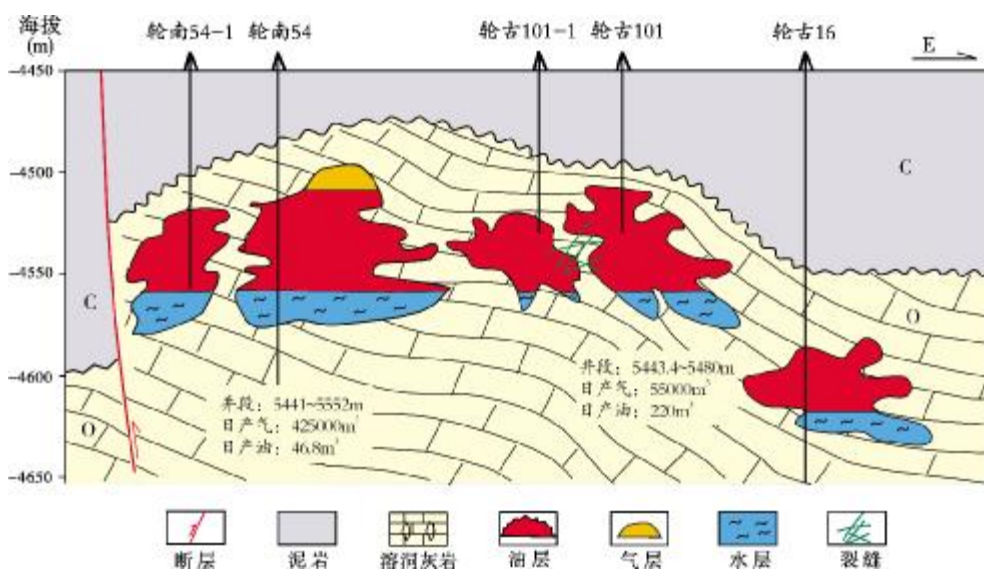 海拔
(m)
轮南54-1
轮南54
轮古101-1
轮古101
轮古16
E
-4450
-4500
-4550
-4600
-4650
C
C
O
O
井段：5441~5552m
日产气：425000m³
日产油：46.8m³
井段：5443.4~5480m
日产气：55000m³
日产油：220m³
断层
泥岩
溶洞灰岩
油层
气层
水层
裂缝